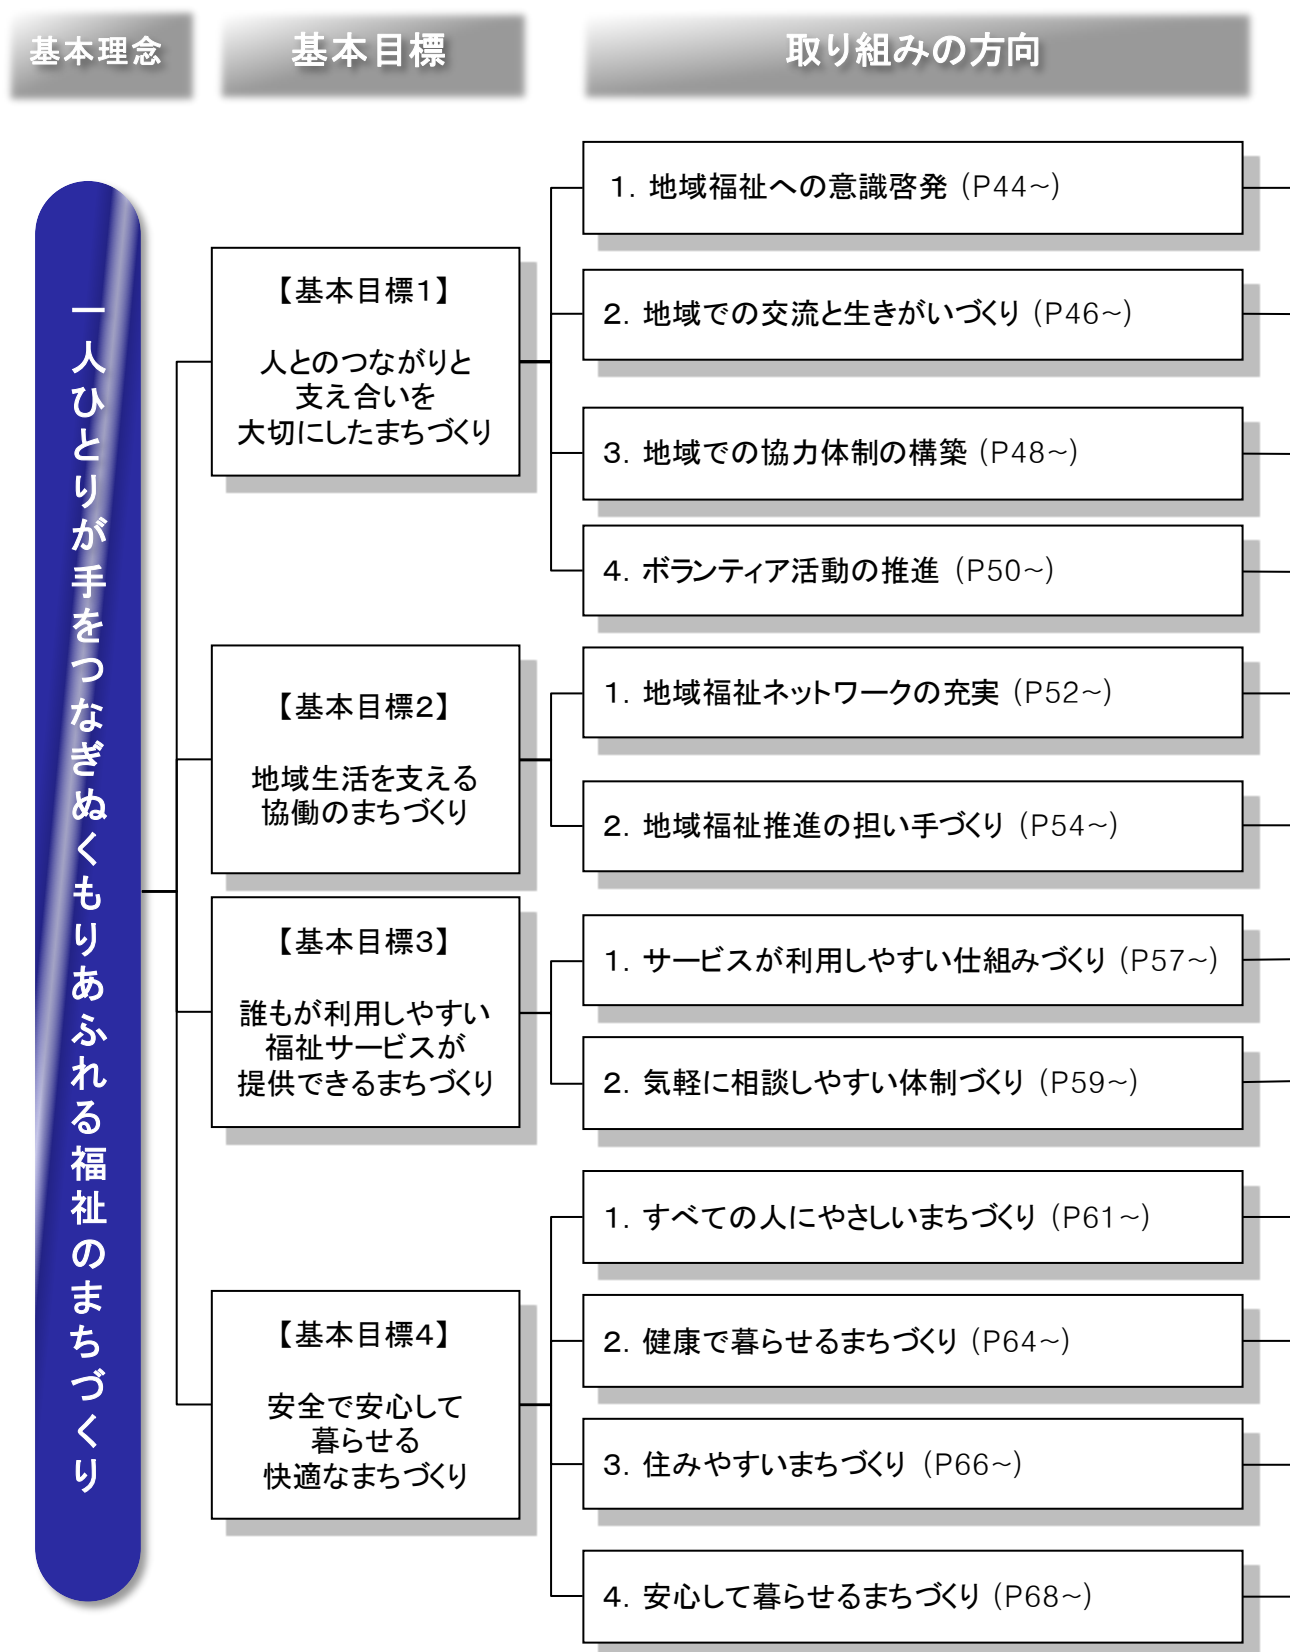 基本理念
基本目標
取り組みの方向
一人ひとりが手をつなぎぬくもりあふれる福祉のまちづくり
【基本目標1】
人とのつながりと
支え合いを
大切にしたまちづくり
1. 地域福祉への意識啓発 (P44~)
2. 地域での交流と生きがいづくり (P46~)
3. 地域での協力体制の構築 (P48~)
4. ボランティア活動の推進 (P50~)
【基本目標2】
地域生活を支える
協働のまちづくり
1. 地域福祉ネットワークの充実 (P52~)
2. 地域福祉推進の担い手づくり (P54~)
【基本目標3】
誰もが利用しやすい
福祉サービスが
提供できるまちづくり
1. サービスが利用しやすい仕組みづくり (P57~)
2. 気軽に相談しやすい体制づくり (P59~)
【基本目標4】
安全で安心して
暮らせる
快適なまちづくり
1. すべての人にやさしいまちづくり (P61~)
2. 健康で暮らせるまちづくり (P64~)
3. 住みやすいまちづくり (P66~)
4. 安心して暮らせるまちづくり (P68~)